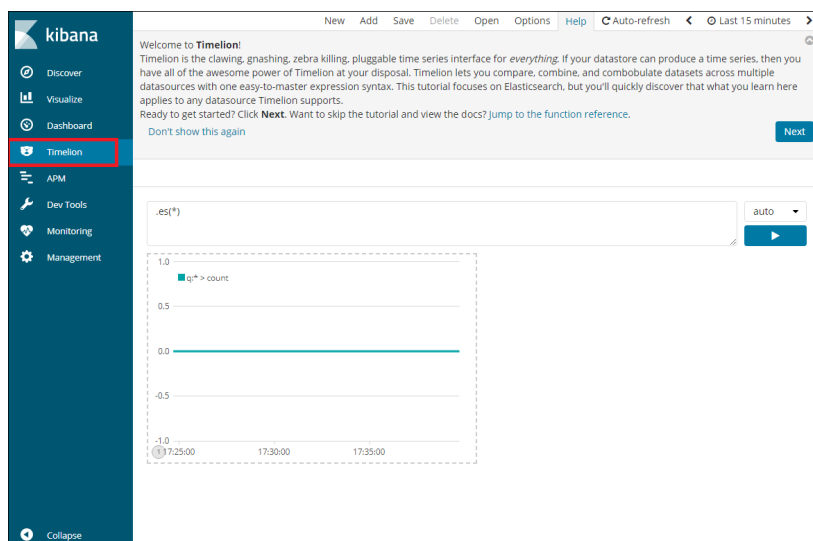 kibana
Discover
Visualize
Dashboard
Timelion
APM
Dev Tools
Monitoring
Management
Collapse
New Add Save Delete Open Options Help Auto-refresh Last 15 minutes
Welcome to Timelion!
Timelion is the clawing, gnashing, zebra killing, pluggable time series interface for everything. If your datastore can produce a time series, then you
have all of the awesome power of Timelion at your disposal. Timelion lets you compare, combine, and combobulate datasets across multiple
datasources with one easy-to-master expression syntax. This tutorial focuses on Elasticsearch, but you'll quickly discover that what you learn here
applies to any datasource Timelion supports.
Ready to get started? Click Next. Want to skip the tutorial and view the docs? Jump to the function reference.
Don't show this again
Next
.es(*)
auto
1.0
q:* > count
0.5
0.0
-0.5
-1.0
1
17:25:00 17:30:00 17:35:00